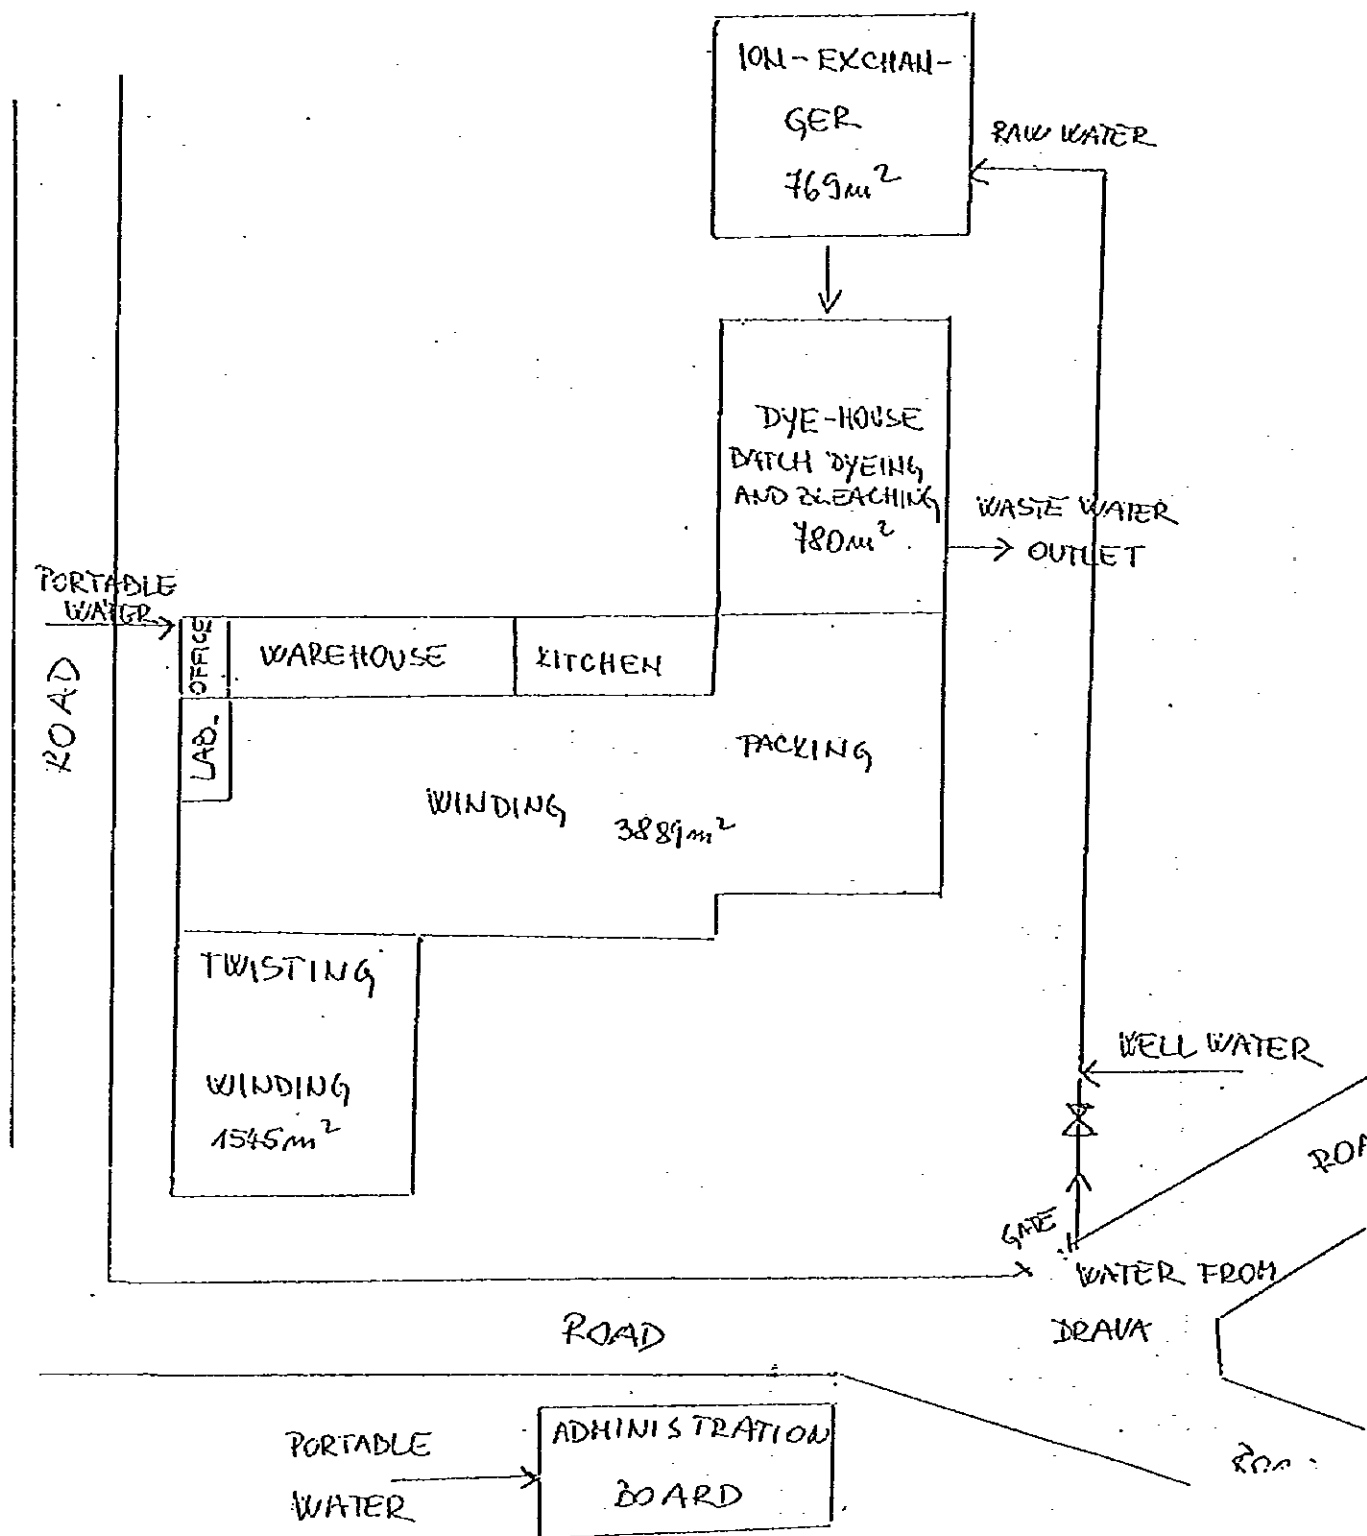 ION-EXCHAN-
GER
769m²
RAW WATER
DYE-HOUSE
BATCH DYEING
AND BLEACHING
780m²
WASTE WATER
OUTLET
PORTABLE
WATER
ROAD
OFFICE
WAREHOUSE
KITCHEN
LAB.
PACKING
WINDING
3889m²
TWISTING
WINDING
1545m²
WELL WATER
GATE
WATER FROM
DRAVA
ROAD
PORTABLE
WATER
ADMINISTRATION
BOARD